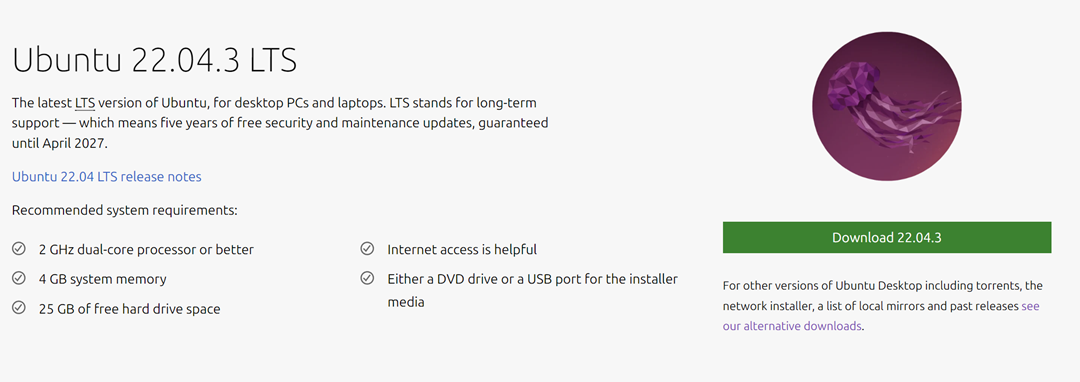 Ubuntu 22.04.3 LTS
The latest LTS version of Ubuntu, for desktop PCs and laptops. LTS stands for long-term
support — which means five years of free security and maintenance updates, guaranteed
until April 2027.
Ubuntu 22.04 LTS release notes
Recommended system requirements:
2 GHz dual-core processor or better
4 GB system memory
25 GB of free hard drive space
Internet access is helpful
Either a DVD drive or a USB port for the installer
media
Download 22.04.3
For other versions of Ubuntu Desktop including torrents, the
network installer, a list of local mirrors and past releases see
our alternative downloads.